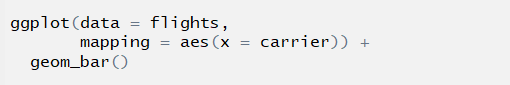 ggplot(data = flights,
       mapping = aes(x = carrier)) +
  geom_bar()